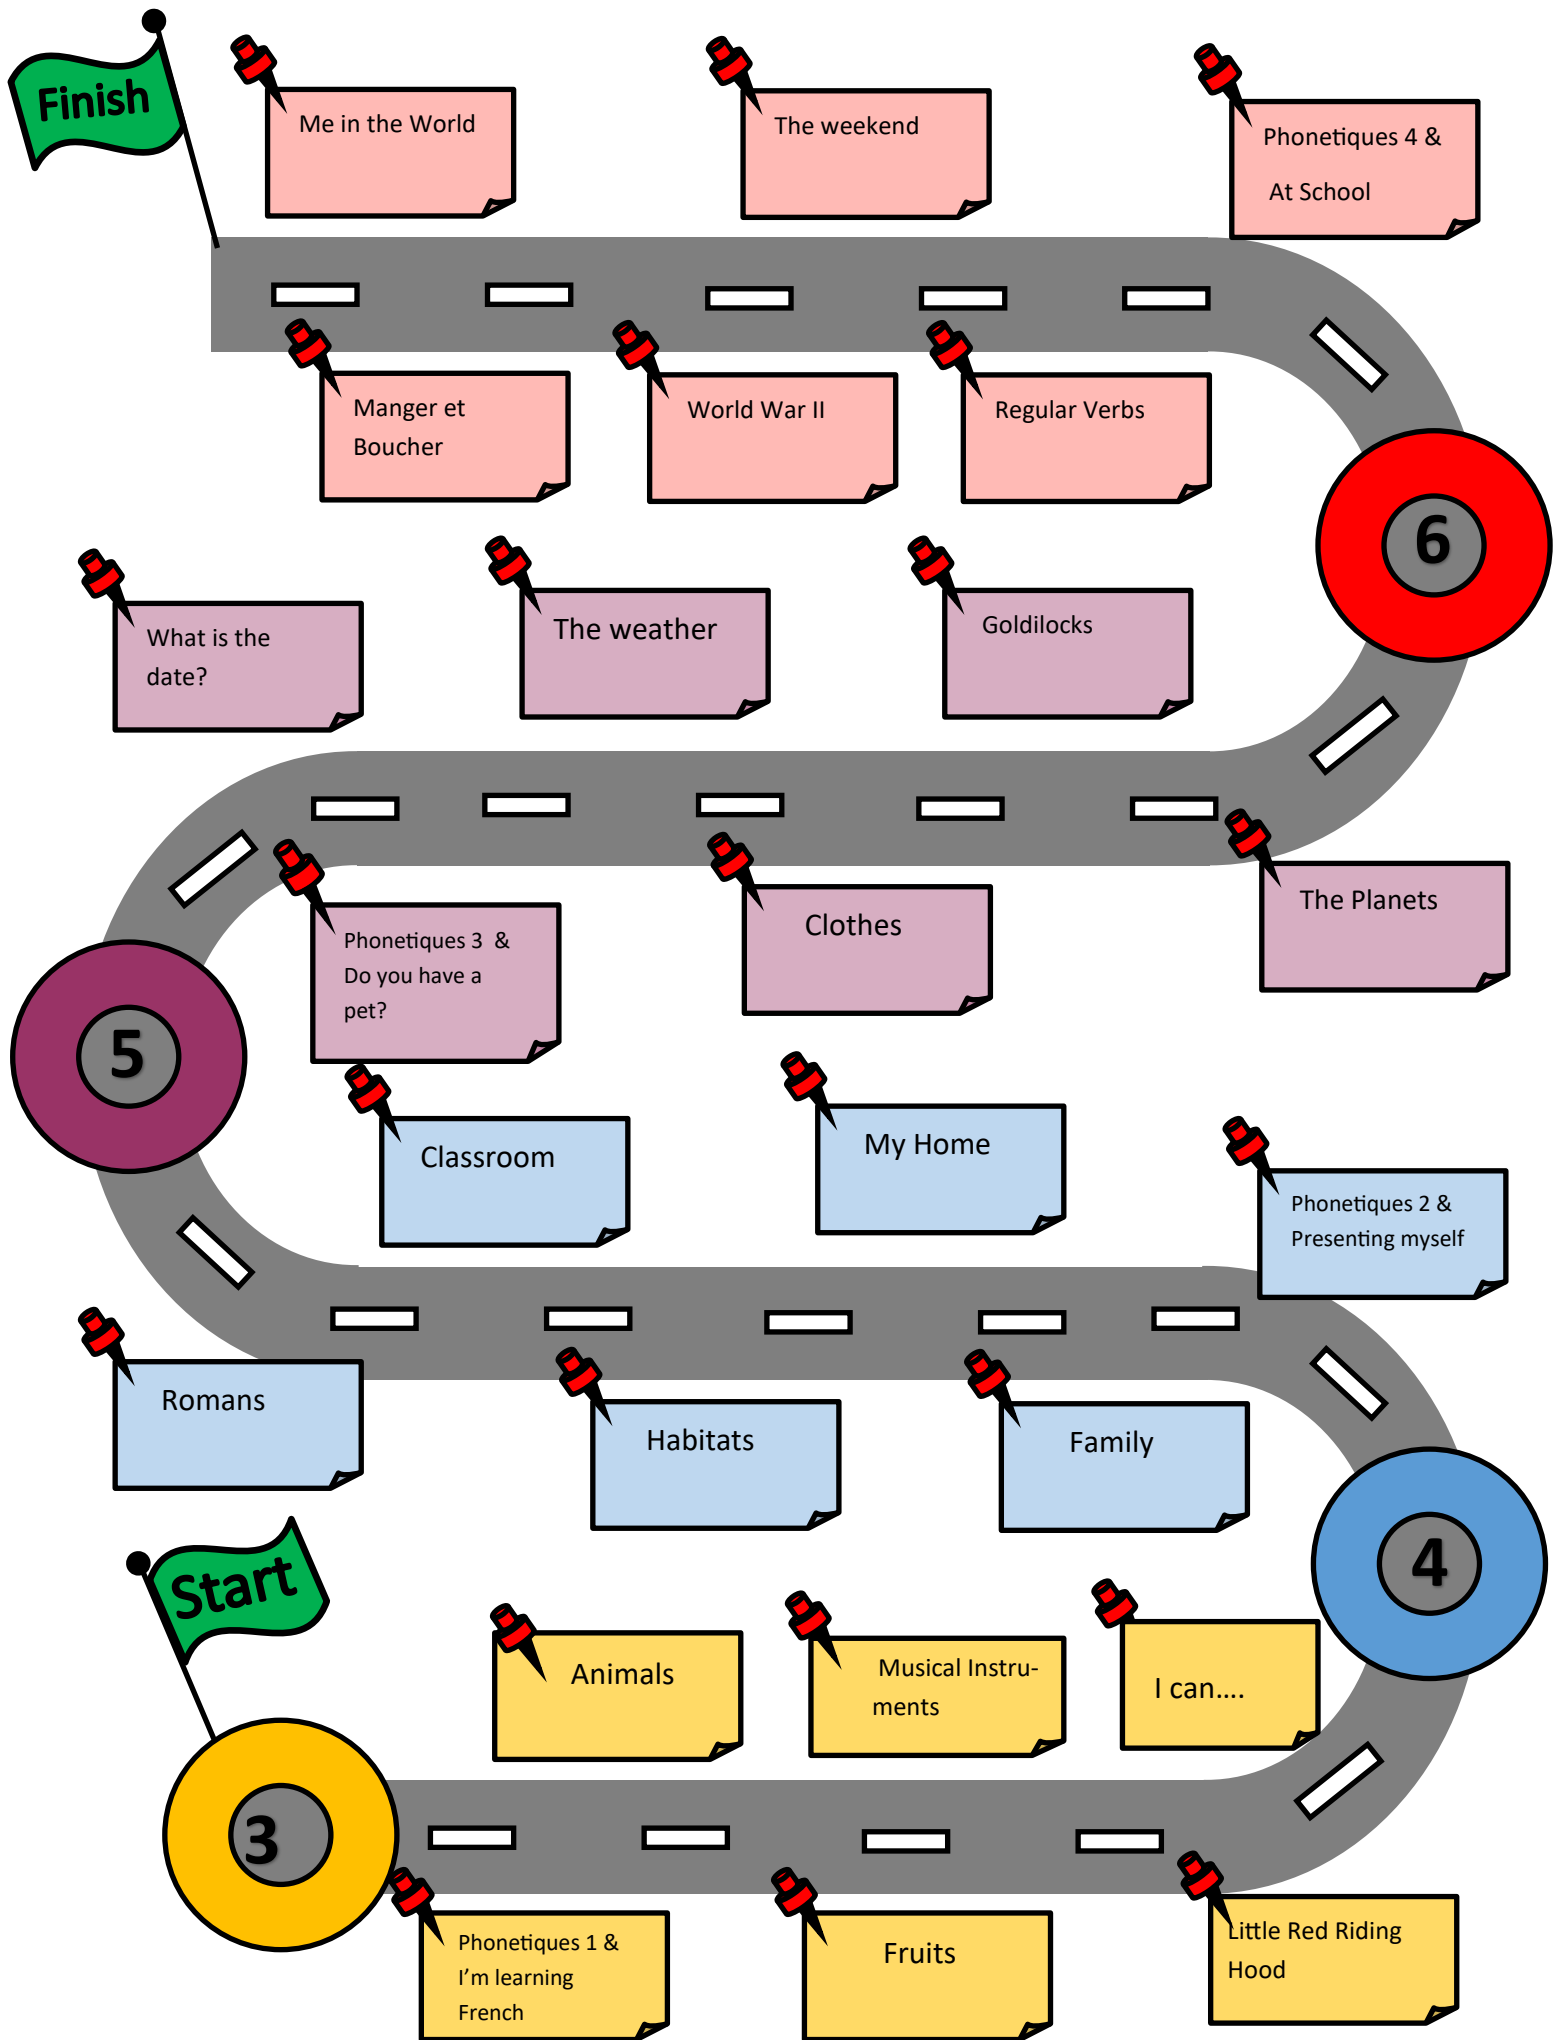 Finish
Me in the World
The weekend
Phonetiques 4 &
At School
Manger et
Boucher
World War II
Regular Verbs
6
What is the
date?
The weather
Goldilocks
Phonetiques 3 &
Do you have a
pet?
Clothes
The Planets
5
Classroom
My Home
Phonetiques 2 &
Presenting myself
Romans
Habitats
Family
4
Start
Animals
Musical Instru-
ments
I can....
3
Phonetiques 1 &
I'm learning
French
Fruits
Little Red Riding
Hood